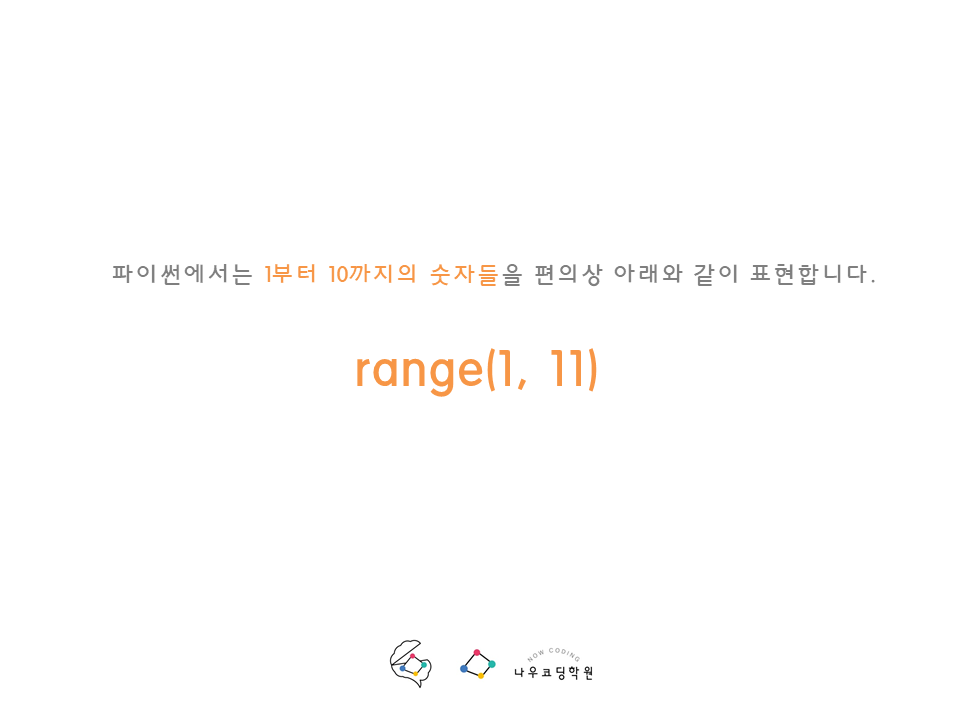 파이썬에서는 1부터 10까지의 숫자들을 편의상 아래와 같이 표현합니다.
range(1, 11)
NOW CODING
나우코딩학원